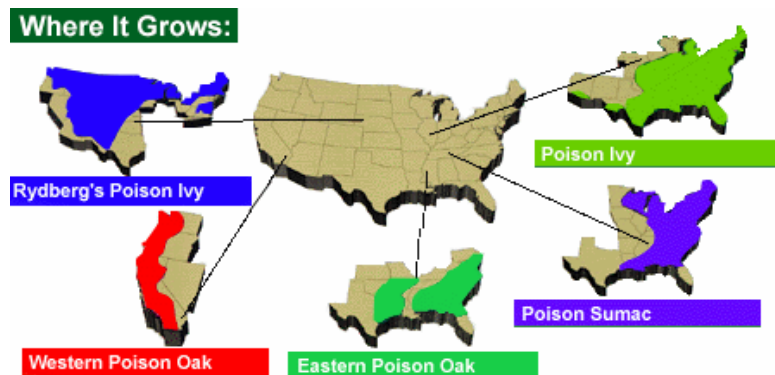 Where It Grows:
Poison Ivy
Rydberg's Poison Ivy
Poison Sumac
Western Poison Oak
Eastern Poison Oak